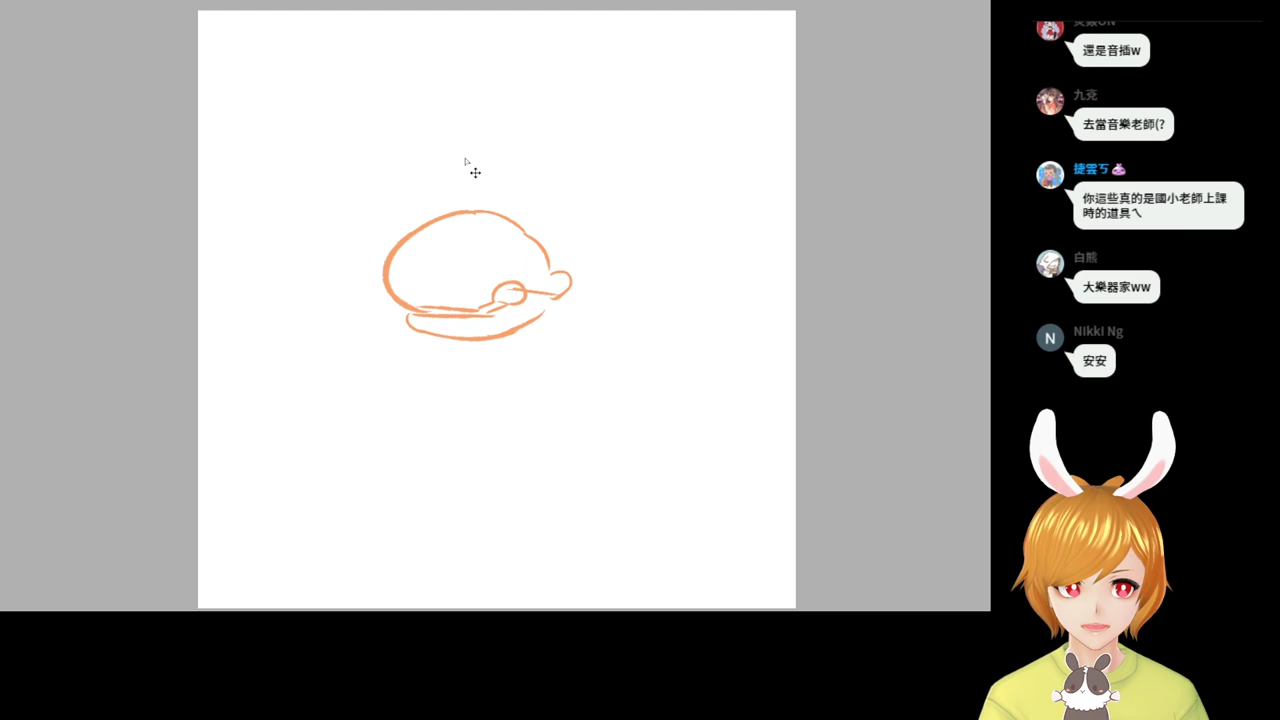 還是音插w
九兗
去當音樂老師(?
捷雲ㄎ
你這些真的是國小老師上課
時的道具ㄟ
白熊
大樂器家ww
N
Nikki Ng
安安